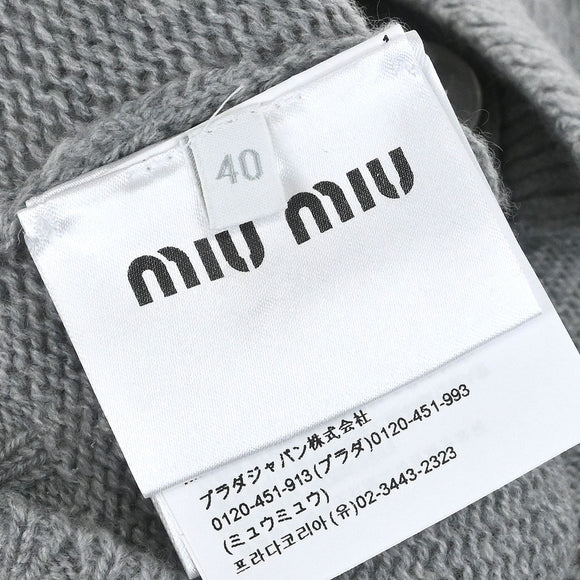 40
miu miu
プラダジャパン株式会社
0120-451-913(プラダ)0120-451-993
(ミュウミュウ)
프라다코리아(유)02-3443-2323